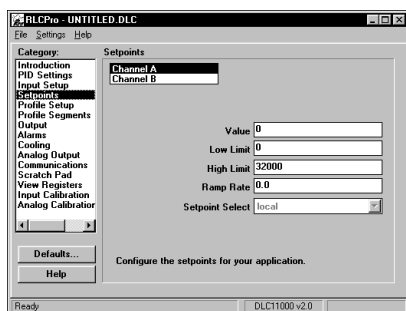 RLCPro - UNTITLED.DLC
File Settings Help
Category:
Introduction
PID Settings
Input Setup
Setpoints
Profile Setup
Profile Segments
Output
Alarms
Cooling
Analog Output
Communications
Scratch Pad
View Registers
Input Calibration
Analog Calibration
Defaults...
Help
Setpoints
Channel A
Channel B
Value 0
Low Limit 0
High Limit 32000
Ramp Rate 0.0
Setpoint Select local
Configure the setpoints for your application.
Ready DLC11000 v2.0